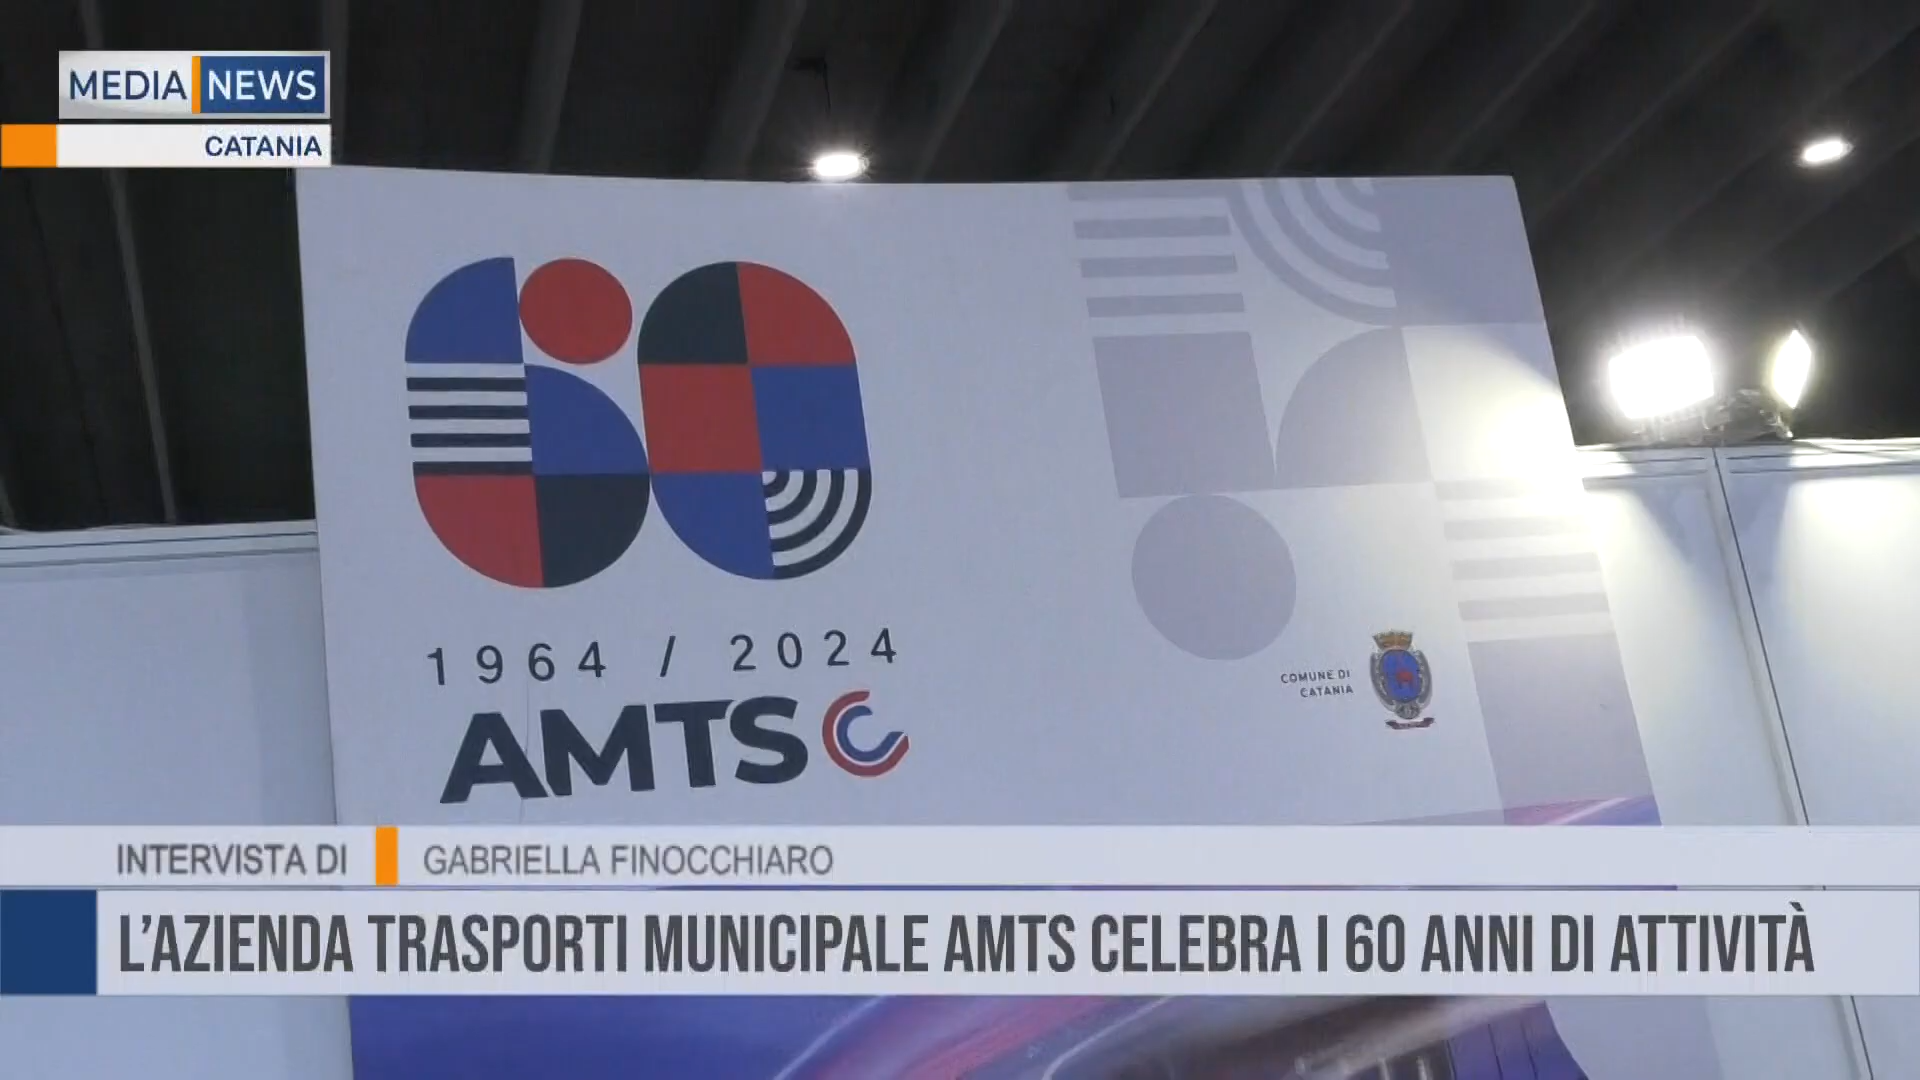 MEDIA NEWS
CATANIA
60
1964 / 2024
AMTS
COMUNE DI
CATANIA
INTERVISTA DI GABRIELLA FINOCCHIARO
L'AZIENDA TRASPORTI MUNICIPALE AMTS CELEBRA I 60 ANNI DI ATTIVITÀ